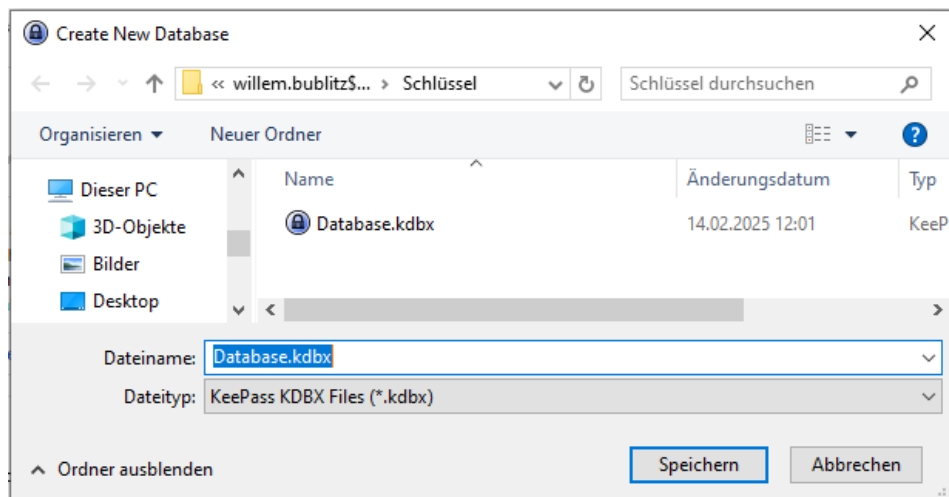 Create New Database
« willem.bublitz$... › Schlüssel
Schlüssel durchsuchen
Organisieren
Neuer Ordner
Name
Änderungsdatum
Typ
Dieser PC
3D-Objekte
Bilder
Desktop
Database.kdbx
14.02.2025 12:01
KeeP
Dateiname: Database.kdbx
Dateityp: KeePass KDBX Files (*.kdbx)
Ordner ausblenden
Speichern
Abbrechen